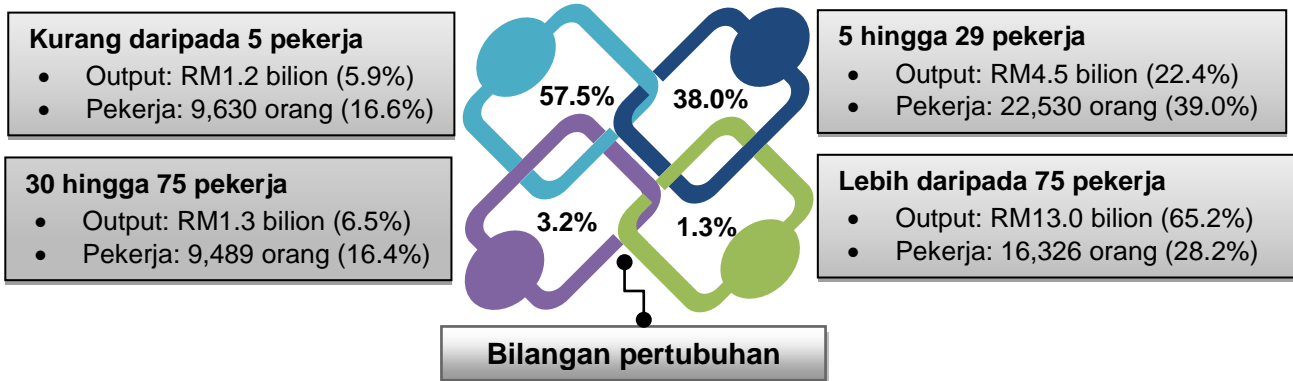 Kurang daripada 5 pekerja
• Output: RM1.2 bilion (5.9%)
• Pekerja: 9,630 orang (16.6%)
57.5%
38.0%
5 hingga 29 pekerja
• Output: RM4.5 bilion (22.4%)
• Pekerja: 22,530 orang (39.0%)
30 hingga 75 pekerja
• Output: RM1.3 bilion (6.5%)
• Pekerja: 9,489 orang (16.4%)
3.2%
1.3%
Lebih daripada 75 pekerja
• Output: RM13.0 bilion (65.2%)
• Pekerja: 16,326 orang (28.2%)
Bilangan pertubuhan